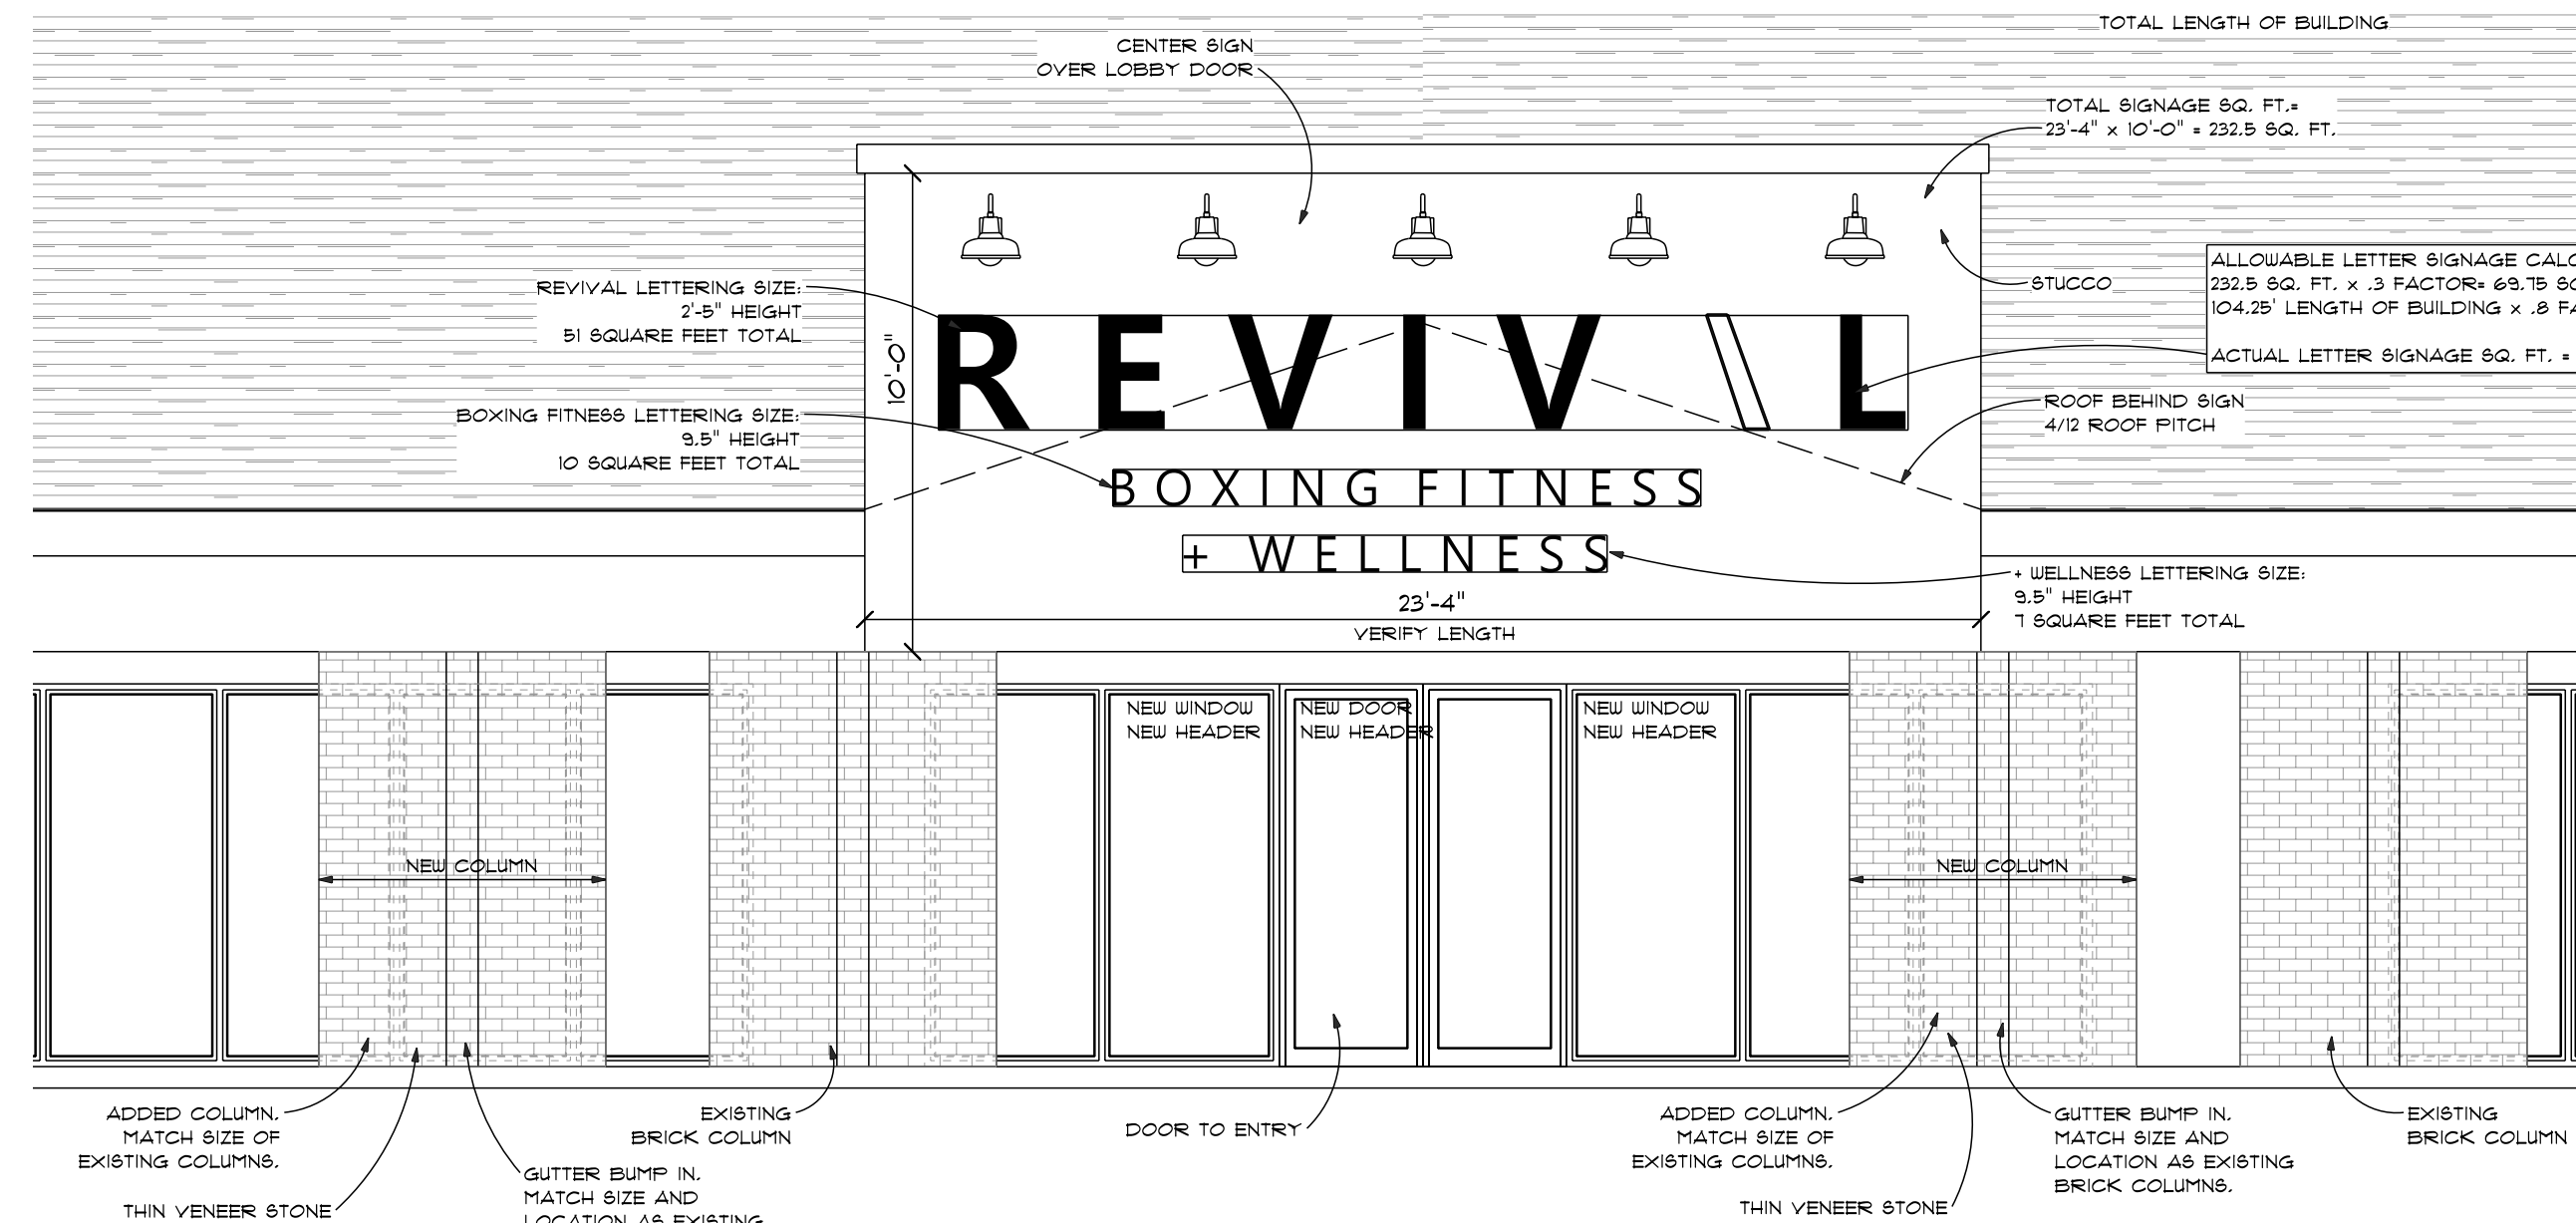 TOTAL LENGTH OF BUILDING
CENTER SIGN
OVER LOBBY DOOR
TOTAL SIGNAGE SQ. FT.=
23'-4" x 10'-0" = 232.5 SQ. FT.
ALLOWABLE LETTER SIGNAGE CALC
232.5 SQ. FT. x .3 FACTOR= 69.75 SQ
104.25' LENGTH OF BUILDING x .8 FA
ACTUAL LETTER SIGNAGE SQ. FT. =
STUCCO
REVIVAL LETTERING SIZE:
2'-5" HEIGHT
51 SQUARE FEET TOTAL
10'-0"
REVIV\L
ROOF BEHIND SIGN
4/12 ROOF PITCH
BOXING FITNESS LETTERING SIZE:
9.5" HEIGHT
10 SQUARE FEET TOTAL
BOXING FITNESS
+ WELLNESS
+ WELLNESS LETTERING SIZE:
9.5" HEIGHT
7 SQUARE FEET TOTAL
23'-4"
VERIFY LENGTH
NEW WINDOW
NEW HEADER
NEW DOOR
NEW HEADER
NEW WINDOW
NEW HEADER
NEW COLUMN
NEW COLUMN
ADDED COLUMN.
MATCH SIZE OF
EXISTING COLUMNS.
THIN VENEER STONE
GUTTER BUMP IN.
MATCH SIZE AND
LOCATION AS EXISTING
EXISTING
BRICK COLUMN
DOOR TO ENTRY
ADDED COLUMN.
MATCH SIZE OF
EXISTING COLUMNS.
THIN VENEER STONE
GUTTER BUMP IN.
MATCH SIZE AND
LOCATION AS EXISTING
BRICK COLUMNS.
EXISTING
BRICK COLUMN